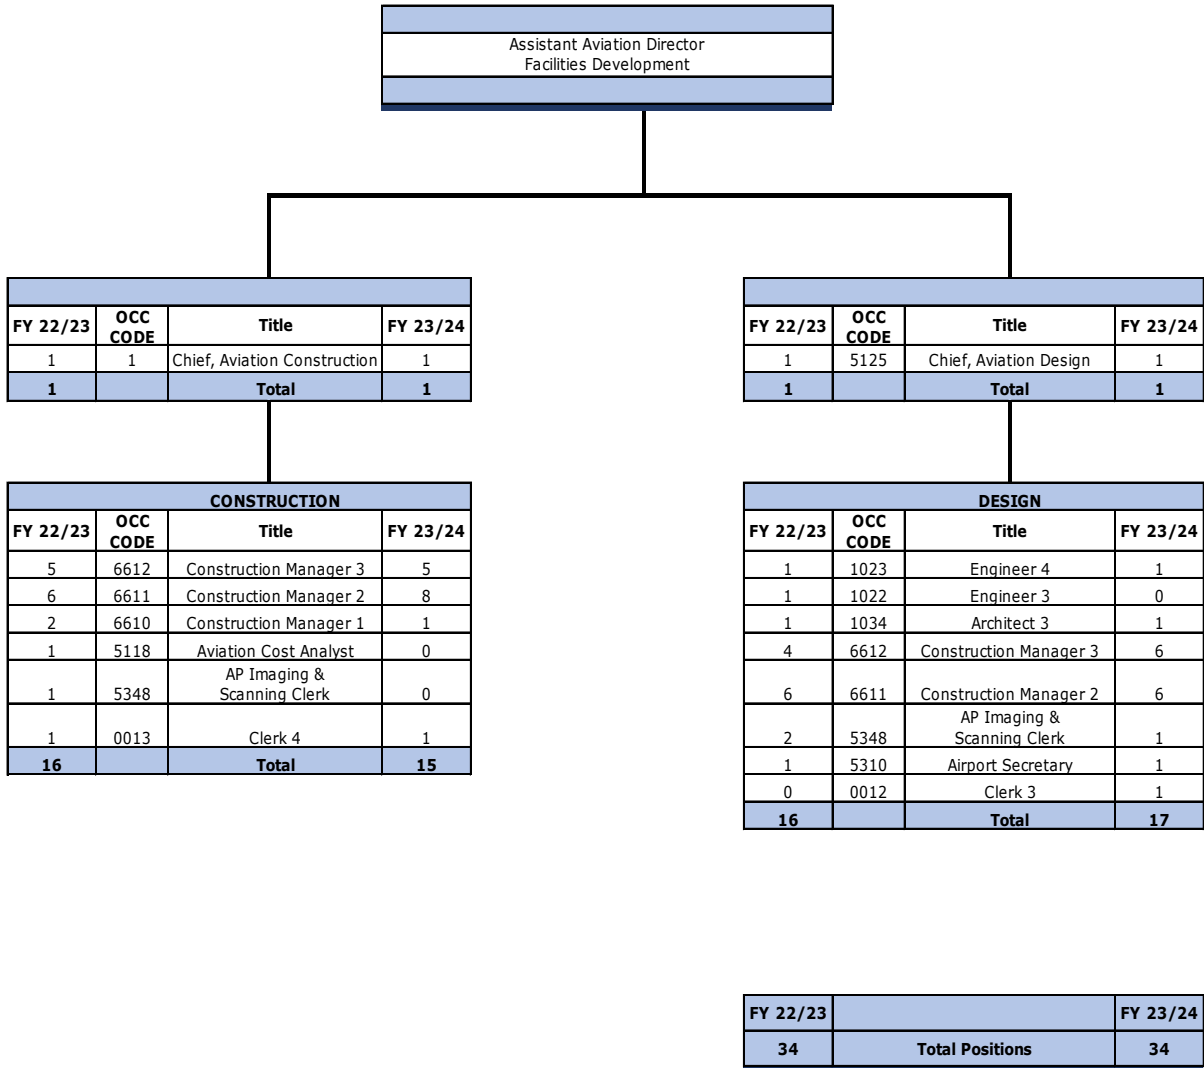 Assistant Aviation Director
Facilities Development
FY 22/23 OCC CODE Title FY 23/24
1 1 Chief, Aviation Construction 1
1 Total 1
FY 22/23 OCC CODE Title FY 23/24
1 5125 Chief, Aviation Design 1
1 Total 1
CONSTRUCTION
FY 22/23 OCC CODE Title FY 23/24
5 6612 Construction Manager 3 5
6 6611 Construction Manager 2 8
2 6610 Construction Manager 1 1
1 5118 Aviation Cost Analyst 0
AP Imaging &
1 5348 Scanning Clerk 0
1 0013 Clerk 4 1
16 Total 15
DESIGN
FY 22/23 OCC CODE Title FY 23/24
1 1023 Engineer 4 1
1 1022 Engineer 3 0
1 1034 Architect 3 1
4 6612 Construction Manager 3 6
6 6611 Construction Manager 2 6
AP Imaging &
2 5348 Scanning Clerk 1
1 5310 Airport Secretary 1
0 0012 Clerk 3 1
16 Total 17
FY 22/23 FY 23/24
34 Total Positions 34